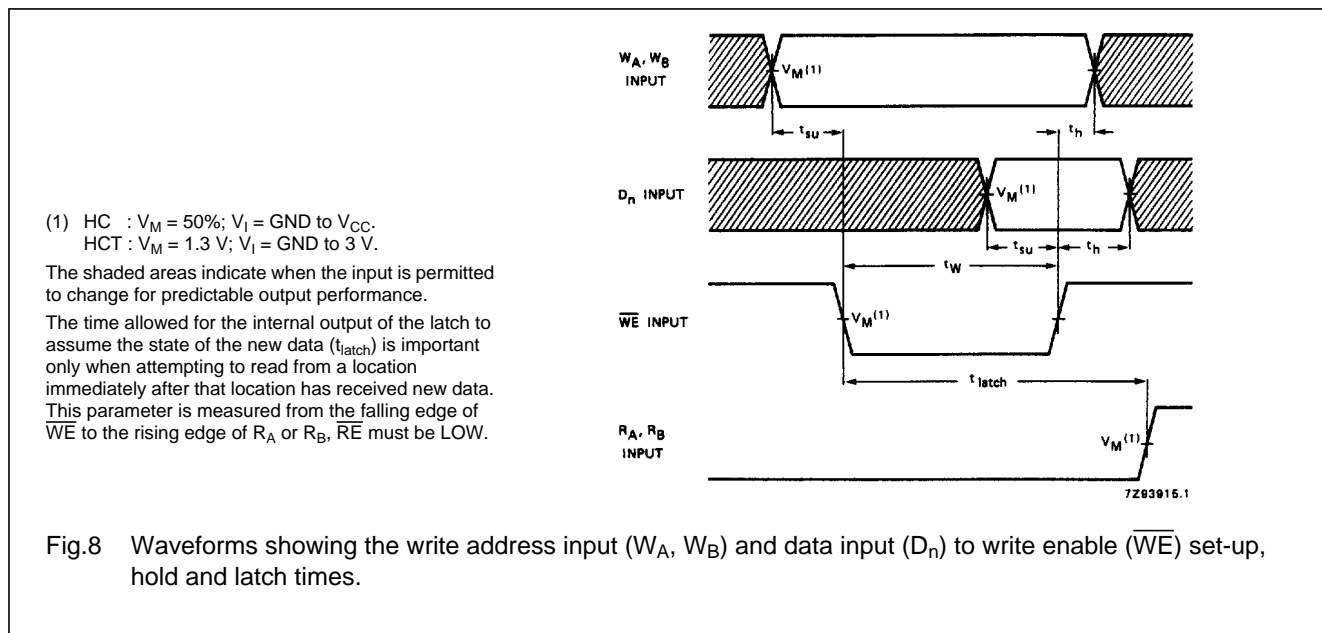 W_A, W_B
INPUT
V_M(1)
t_su
t_h
D_n INPUT
V_M(1)
t_su
t_h
t_W
W̅E̅ INPUT
V_M(1)
t_latch
R_A, R_B
INPUT
V_M(1)
7Z93915.1
(1) HC : V_M = 50%; V_I = GND to V_CC.
HCT : V_M = 1.3 V; V_I = GND to 3 V.
The shaded areas indicate when the input is permitted
to change for predictable output performance.
The time allowed for the internal output of the latch to
assume the state of the new data (t_latch) is important
only when attempting to read from a location
immediately after that location has received new data.
This parameter is measured from the falling edge of
W̅E̅ to the rising edge of R_A or R_B, R̅E̅ must be LOW.
Fig.8 Waveforms showing the write address input (W_A, W_B) and data input (D_n) to write enable (W̅E̅) set-up,
hold and latch times.